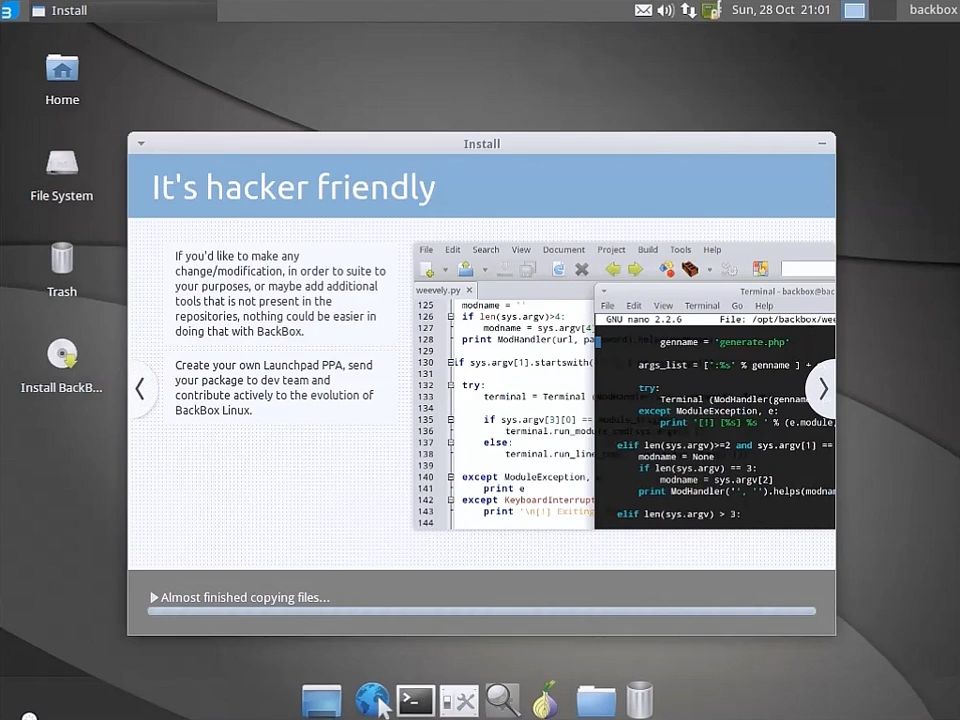 Install
Sun, 28 Oct 21:01
backbox
Home
File System
Trash
Install BackB...
Install
It's hacker friendly
If you'd like to make any
change/modification, in order to suite to
your purposes, or maybe add additional
tools that is not present in the
repositories, nothing could be easier in
doing that with BackBox.
Create your own Launchpad PPA, send
your package to dev team and
contribute actively to the evolution of
BackBox Linux.
File Edit Search View Document Project Build Tools Help
weevely.py
125 modname = ''
126 if len(sys.argv)>4:
127 modname = sys.argv[4]
128 print ModHandler(url,
129
130 if sys.argv[1].startswith(
131
132 try:
133 terminal = Terminal (
134
135 if sys.argv[3][0] ==
136 terminal.run_module
137 else:
138 terminal.run_line
139
140 except ModuleException,
141 print e
142 except KeyboardInterrupt
143 print '\n[!] Exiting
144
Terminal - backbox@bac
File Edit View Terminal Go Help
GNU nano 2.2.6 File: /opt/backbox/wee
genname = 'generate.php'
args_list = [':%s' % genname ] +
try:
Terminal (ModHandler(genname
except ModuleException, e:
print '[!] [%s] %s ' % (e.module,
elif len(sys.argv)>=2 and sys.argv[1] ==
modname = None
if len(sys.argv) == 3:
modname = sys.argv[2]
print ModHandler('', '').helps(modnam
elif len(sys.argv) > 3:
Almost finished copying files...